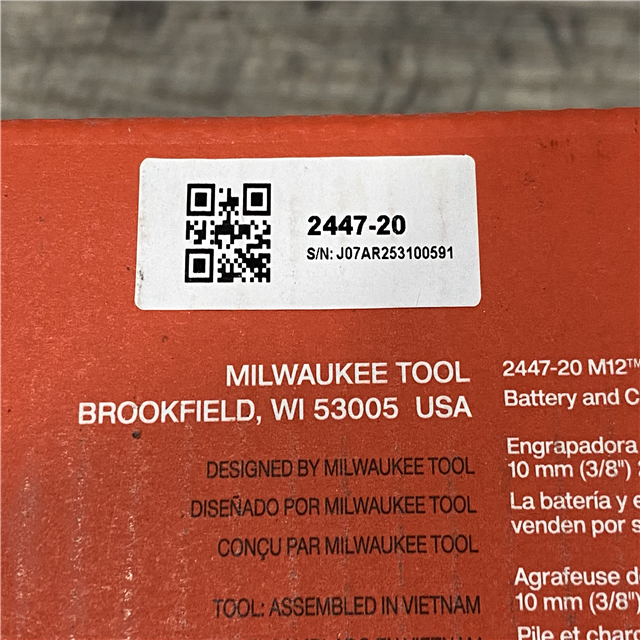 2447-20
S/N: J07AR253100591
MILWAUKEE TOOL
BROOKFIELD, WI 53005 USA
DESIGNED BY MILWAUKEE TOOL
DISEÑADO POR MILWAUKEE TOOL
CONÇU PAR MILWAUKEE TOOL
TOOL: ASSEMBLED IN VIETNAM
2447-20 M12™
Battery and C
Engrapadora
10 mm (3/8")
La batería y e
venden por s
Agrafeuse d
10 mm (3/8")
Pile et charg